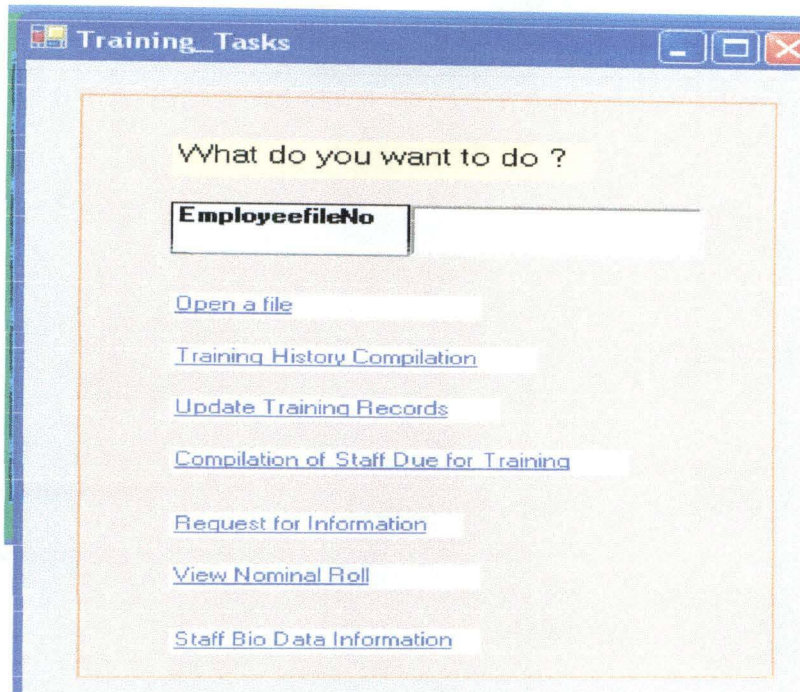 Training_Tasks
What do you want to do ?
EmployeefileNo
Open a file
Training History Compilation
Update Training Records
Compilation of Staff Due for Training
Request for Information
View Nominal Roll
Staff Bio Data Information